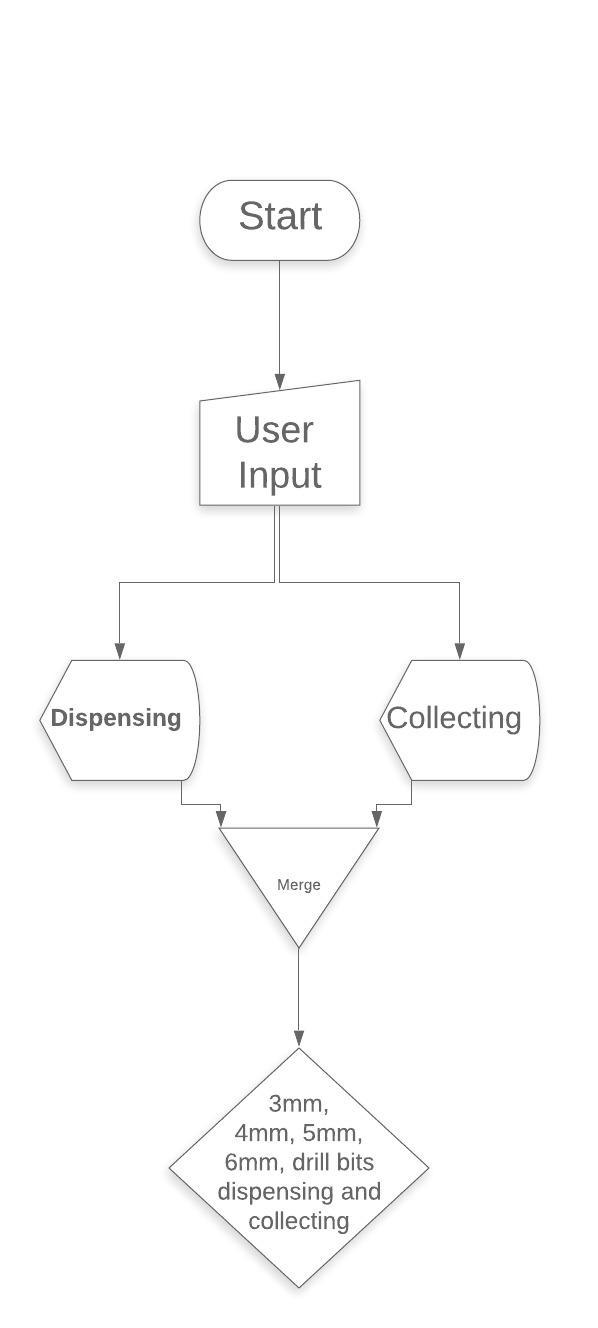 Start
User
Input
Dispensing
Collecting
Merge
3mm,
4mm, 5mm,
6mm, drill bits
dispensing and
collecting